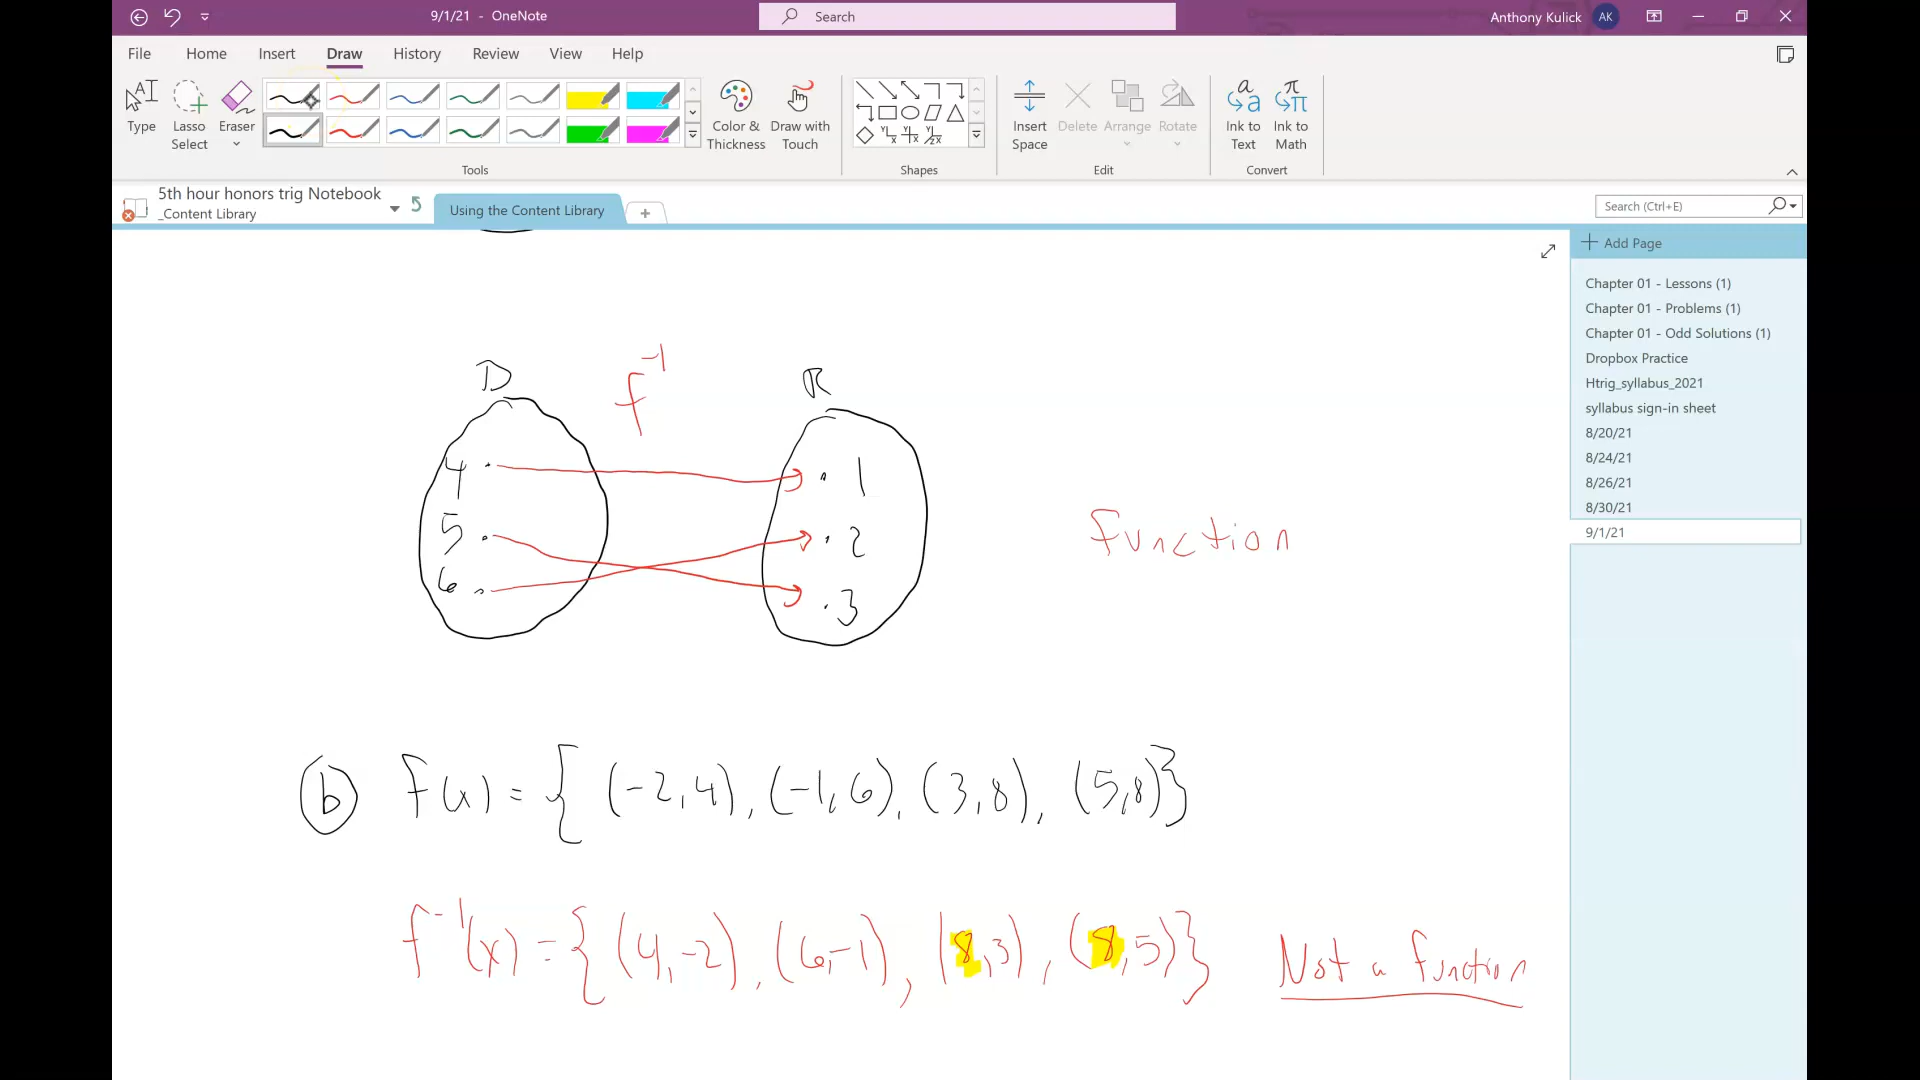 9/1/21 - OneNote
Search
Anthony Kulick AK
File Home Insert Draw History Review View Help
Type
Lasso Select
Eraser
Color & Thickness
Draw with Touch
Insert Space
Delete
Arrange
Rotate
Ink to Text
Ink to Math
Tools
Shapes
Edit
Convert
5th hour honors trig Notebook
_Content Library
Using the Content Library
Search (Ctrl+E)
Add Page
Chapter 01 - Lessons (1)
Chapter 01 - Problems (1)
Chapter 01 - Odd Solutions (1)
Dropbox Practice
Htrig_syllabus_2021
syllabus sign-in sheet
8/20/21
8/24/21
8/26/21
8/30/21
9/1/21
D f⁻¹ R
4 1
5 2
6 3
function
b f(x) = { (-2,4), (-1,6), (3,8), (5,8)}
f⁻¹(x) = { (4,-2), (6,-1), (8,3), (8,5)} Not a function